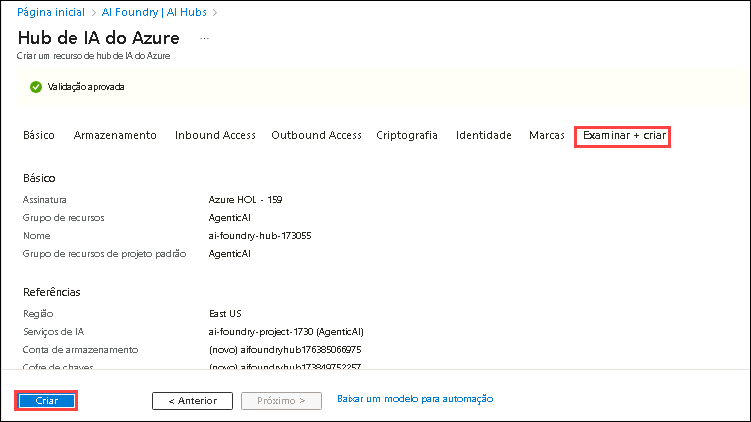 Página inicial > AI Foundry | AI Hubs >
Hub de IA do Azure ...
Criar um recurso de hub de IA do Azure
Validação aprovada
Básico Armazenamento Inbound Access Outbound Access Criptografia Identidade Marcas Examinar + criar
Básico
Assinatura Azure HOL - 159
Grupo de recursos AgenticAI
Nome ai-foundry-hub-173055
Grupo de recursos de projeto padrão AgenticAI
Referências
Região East US
Serviços de IA ai-foundry-project-1730 (AgenticAI)
Conta de armazenamento (novo) aifoundryhub176385066975
Cofre de chaves (novo) aifoundryhub173849752257
Criar < Anterior Próximo > Baixar um modelo para automação